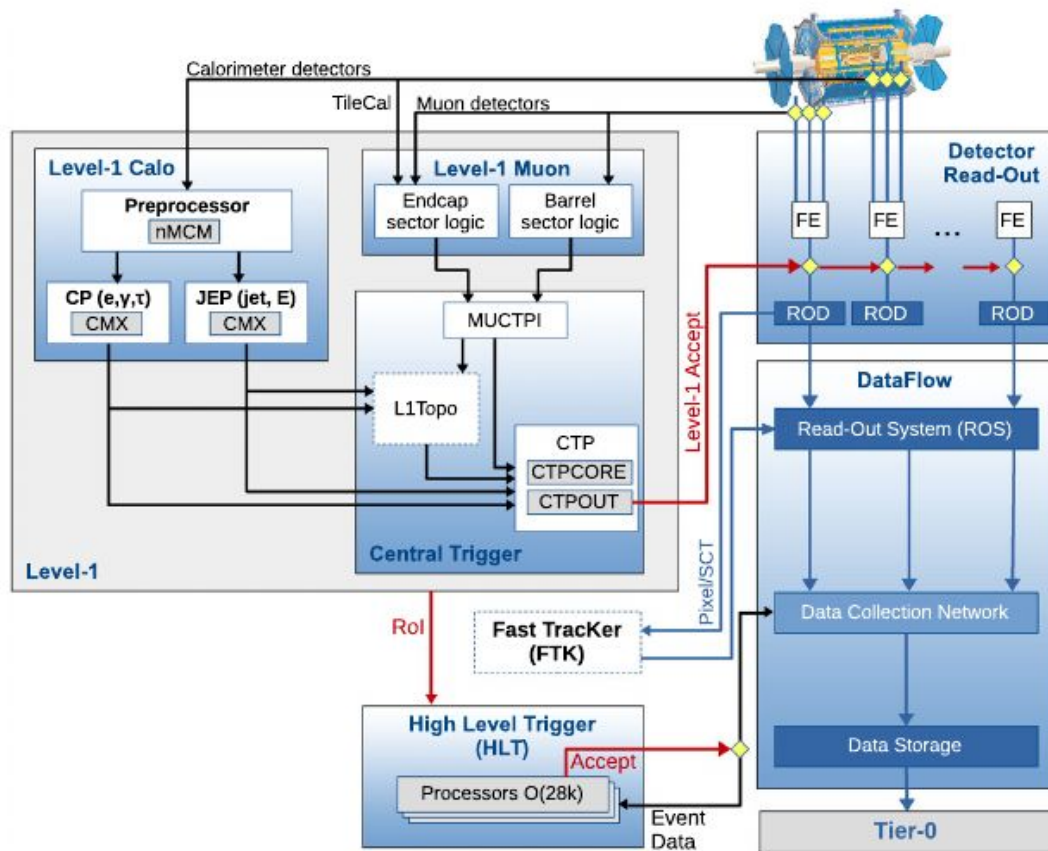 Calorimeter detectors
TileCal
Muon detectors
Level-1 Calo
Preprocessor
nMCM
CP (e,γ,τ)
CMX
JEP (jet, E)
CMX
Level-1 Muon
Endcap
sector logic
Barrel
sector logic
MUCTPI
L1Topo
CTP
CTPCORE
CTPOUT
Central Trigger
Level-1
Level-1 Accept
Detector
Read-Out
FE
FE
...
FE
ROD
ROD
ROD
DataFlow
Read-Out System (ROS)
Pixel/SCT
Data Collection Network
RoI
Fast TracKer
(FTK)
High Level Trigger
(HLT)
Accept
Processors O(28k)
Event
Data
Data Storage
Tier-0